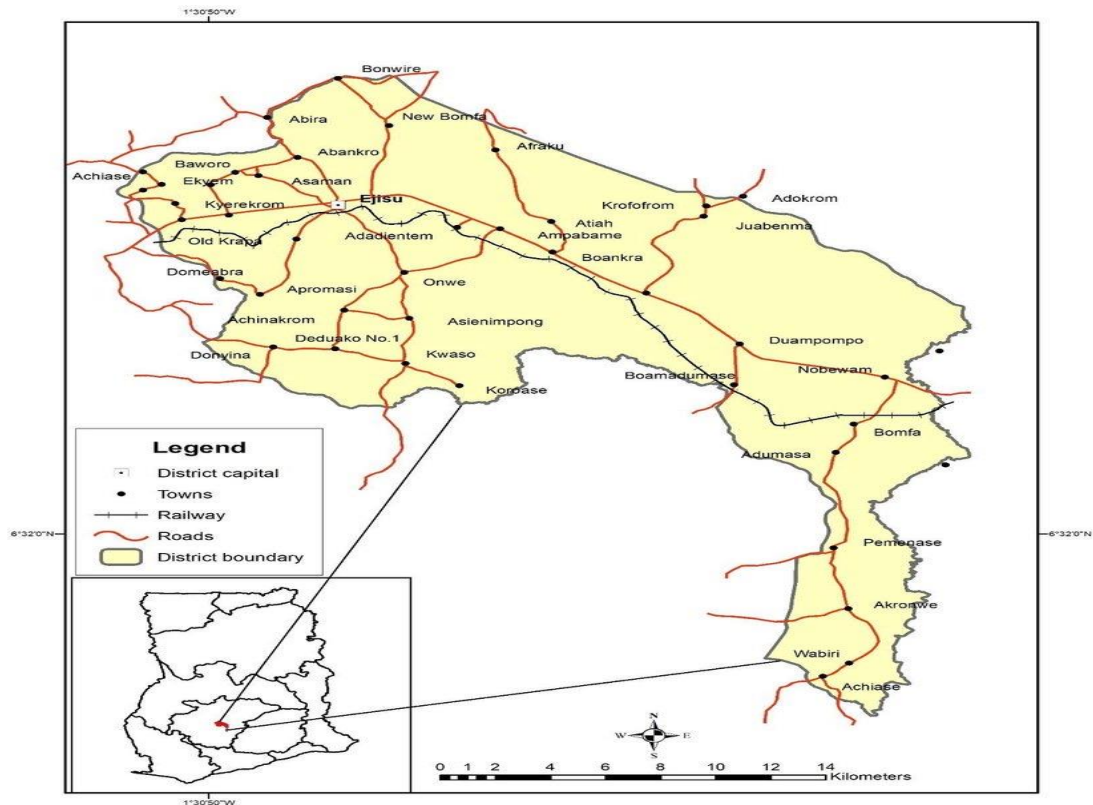 1°30'50"W
Bonwire
Abira
New Bomfa
Afraku
Abankro
Baworo
Achiase
Ekyem
Asaman
Adokrom
Krofofrom
Kyerekrom
Ejisu
Juabenma
Atiah
Ampabame
Old Krapa
Adadientem
Boankra
Domeabra
Onwe
Apromasi
Achinakrom
Asienimpong
Deduako No.1
Duampompo
Donyina
Kwaso
Nobewam
Boamadumase
Koroase
Bomfa
Adumasa
Legend
District capital
Towns
Railway
Roads
District boundary
6°32'0"N
6°32'0"N
Pemenase
Akronwe
Wabiri
Achiase
N
W E
S
0 1 2 4 6 8 10 12 14
Kilometers
1°30'50"W